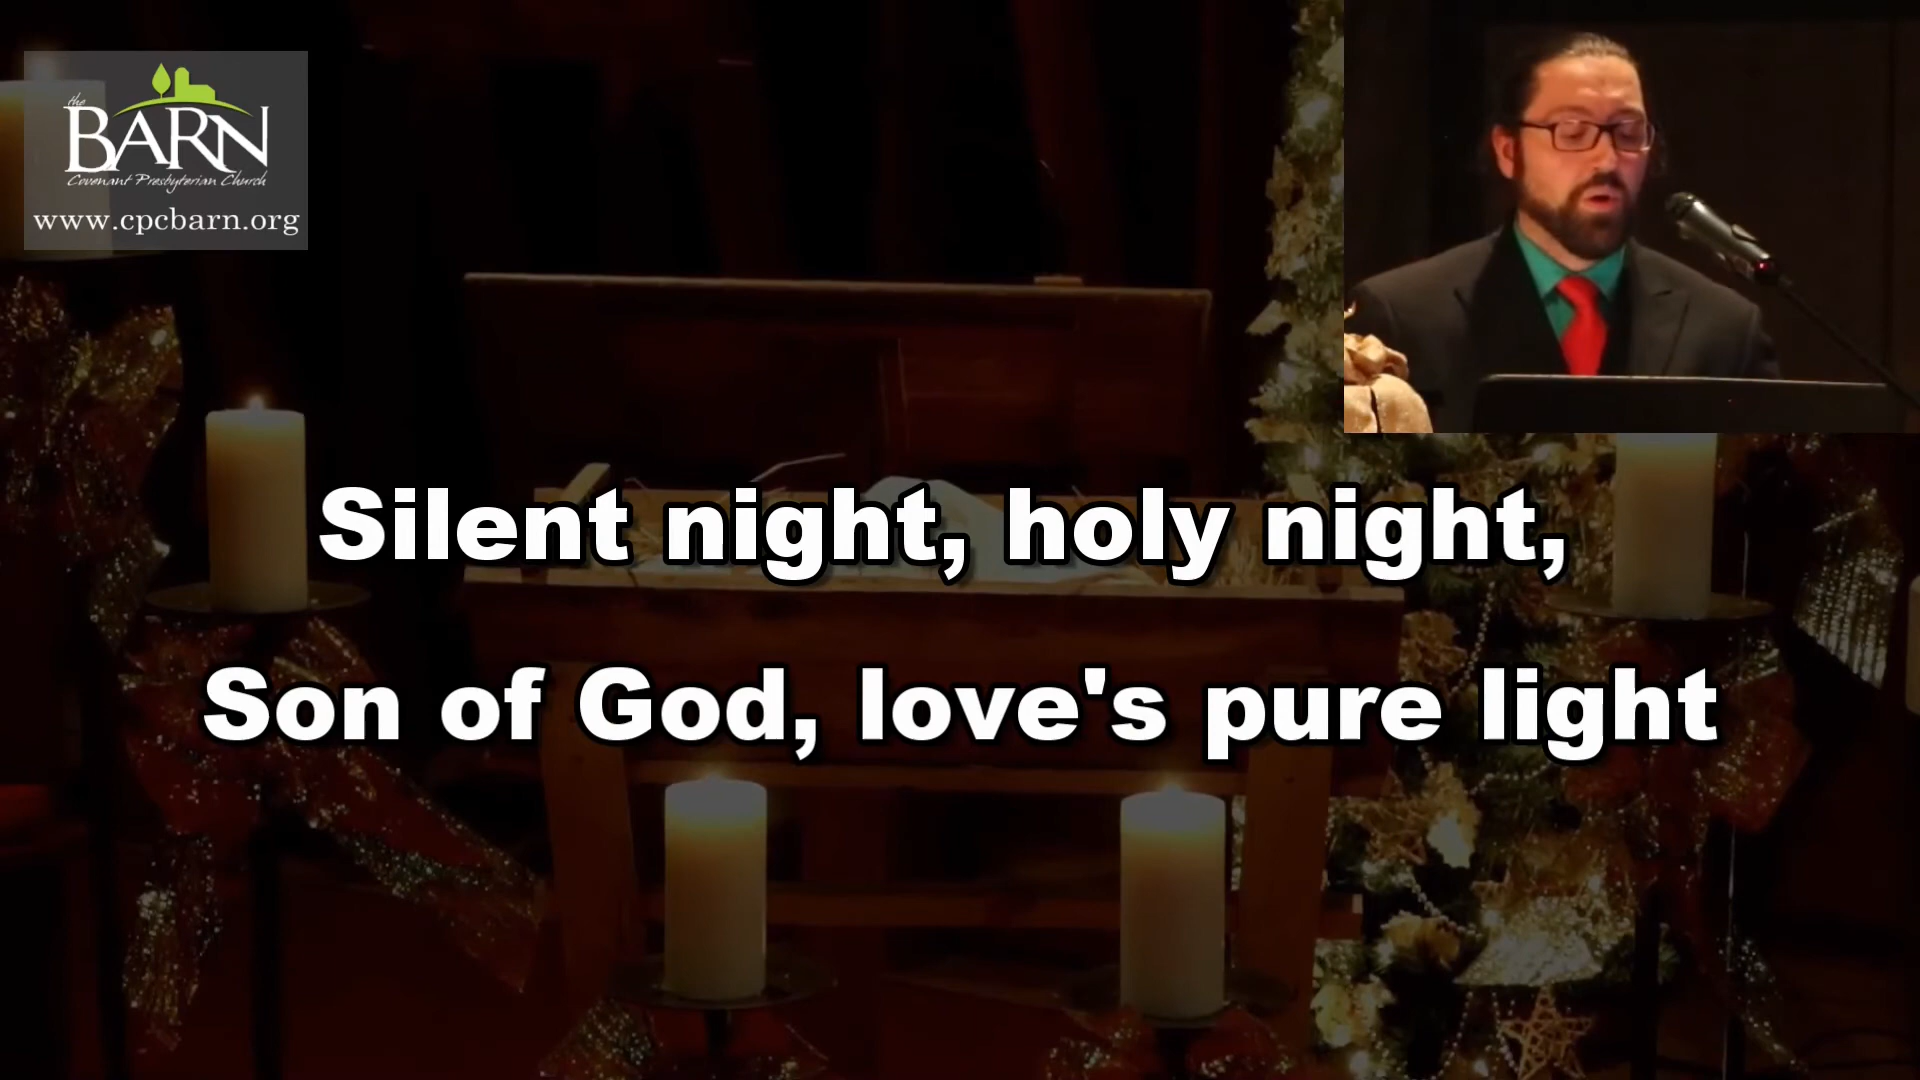 the
BARN
Covenant Presbyterian Church
www.cpcbarn.org
Silent night, holy night,
Son of God, love's pure light